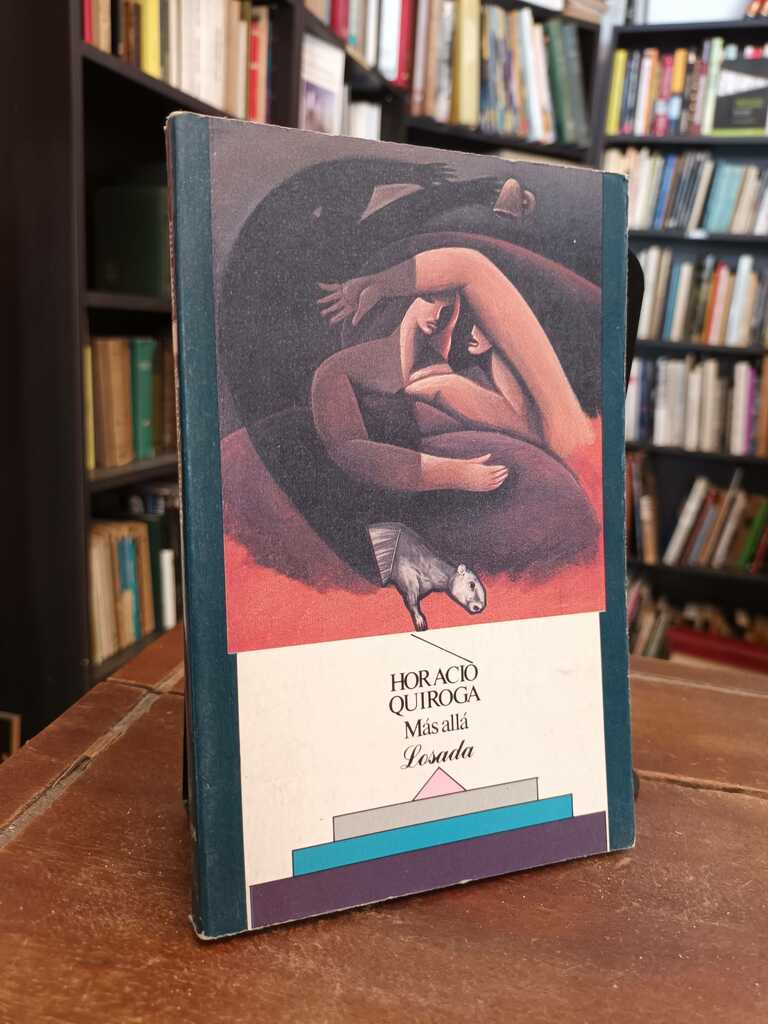 HORACIO
QUIROGA
Más allá
Losada